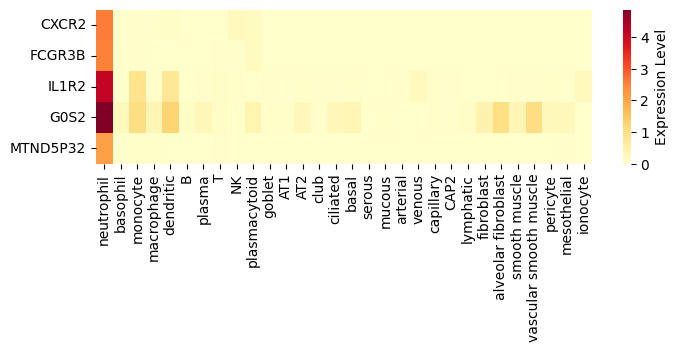 CXCR2
FCGR3B
IL1R2
G0S2
MTND5P32
neutrophil
basophil
monocyte
macrophage
dendritic
B
plasma
T
NK
plasmacytoid
goblet
AT1
AT2
club
ciliated
basal
serous
mucous
arterial
venous
capillary
CAP2
lymphatic
fibroblast
alveolar fibroblast
smooth muscle
vascular smooth muscle
pericyte
mesothelial
ionocyte
4
3
2
1
0
Expression Level